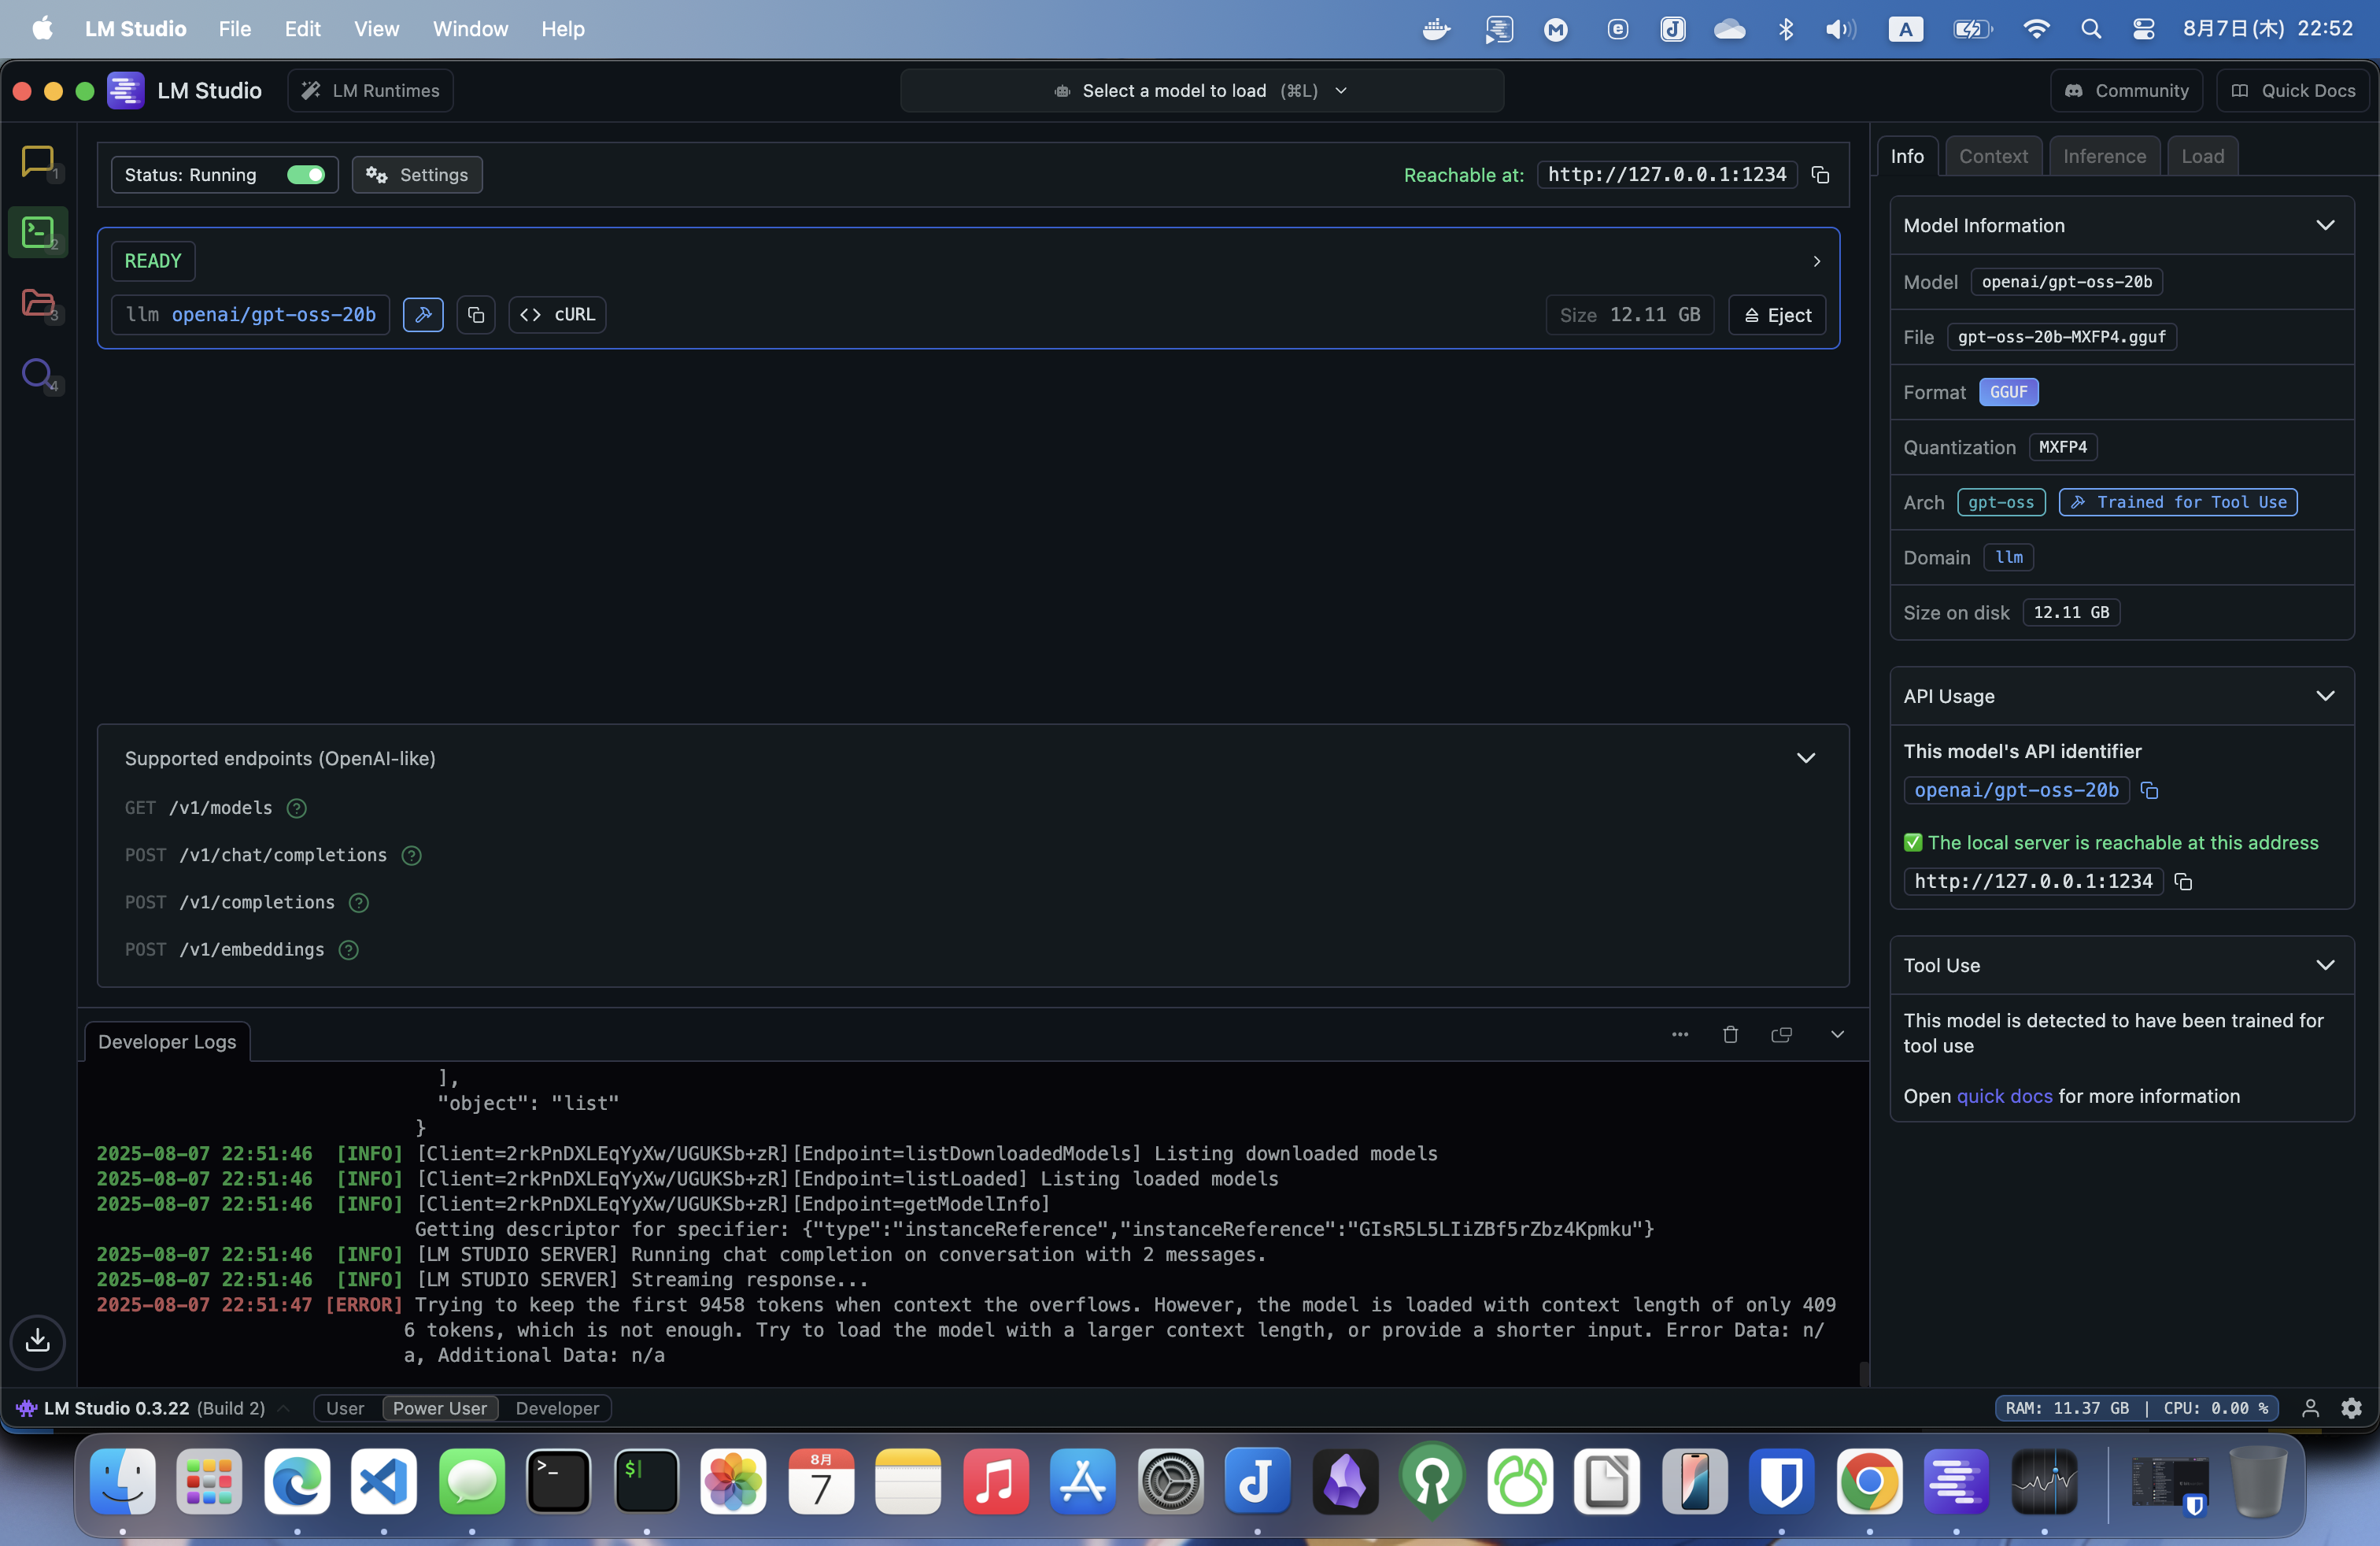 LM Studio File Edit View Window Help A 8月7日(木) 22:52
LM Studio LM Runtimes Select a model to load (⌘L) Community Quick Docs
1
2
3
4
Status: Running Settings Reachable at: http://127.0.0.1:1234
READY
llm openai/gpt-oss-20b cURL Size 12.11 GB Eject
Supported endpoints (OpenAI-like)
GET /v1/models ?
POST /v1/chat/completions ?
POST /v1/completions ?
POST /v1/embeddings ?
Info Context Inference Load
Model Information
Model openai/gpt-oss-20b
File gpt-oss-20b-MXFP4.gguf
Format GGUF
Quantization MXFP4
Arch gpt-oss Trained for Tool Use
Domain llm
Size on disk 12.11 GB
API Usage
This model's API identifier
openai/gpt-oss-20b
✅ The local server is reachable at this address
http://127.0.0.1:1234
Tool Use
This model is detected to have been trained for
tool use
Open quick docs for more information
Developer Logs
],
"object": "list"
}
2025-08-07 22:51:46 [INFO] [Client=2rkPnDXLEqYyXw/UGUKSb+zR][Endpoint=listDownloadedModels] Listing downloaded models
2025-08-07 22:51:46 [INFO] [Client=2rkPnDXLEqYyXw/UGUKSb+zR][Endpoint=listLoaded] Listing loaded models
2025-08-07 22:51:46 [INFO] [Client=2rkPnDXLEqYyXw/UGUKSb+zR][Endpoint=getModelInfo]
Getting descriptor for specifier: {"type":"instanceReference","instanceReference":"GIsR5L5LIiZBf5rZbz4Kpmku"}
2025-08-07 22:51:46 [INFO] [LM STUDIO SERVER] Running chat completion on conversation with 2 messages.
2025-08-07 22:51:46 [INFO] [LM STUDIO SERVER] Streaming response...
2025-08-07 22:51:47 [ERROR] Trying to keep the first 9458 tokens when context the overflows. However, the model is loaded with context length of only 409
6 tokens, which is not enough. Try to load the model with a larger context length, or provide a shorter input. Error Data: n/
a, Additional Data: n/a
LM Studio 0.3.22 (Build 2) User Power User Developer RAM: 11.37 GB | CPU: 0.00 %
8月
7